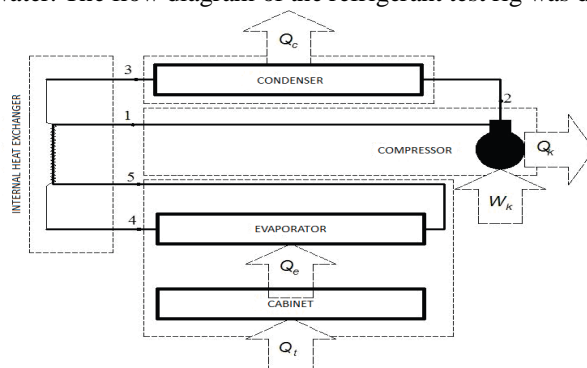 water. The flow diagram of the refrigerant test rig was d
Qc
3
CONDENSER
2
INTERNAL HEAT EXCHANGER
1
COMPRESSOR
Qk
Wk
5
4
EVAPORATOR
Qe
CABINET
Qt